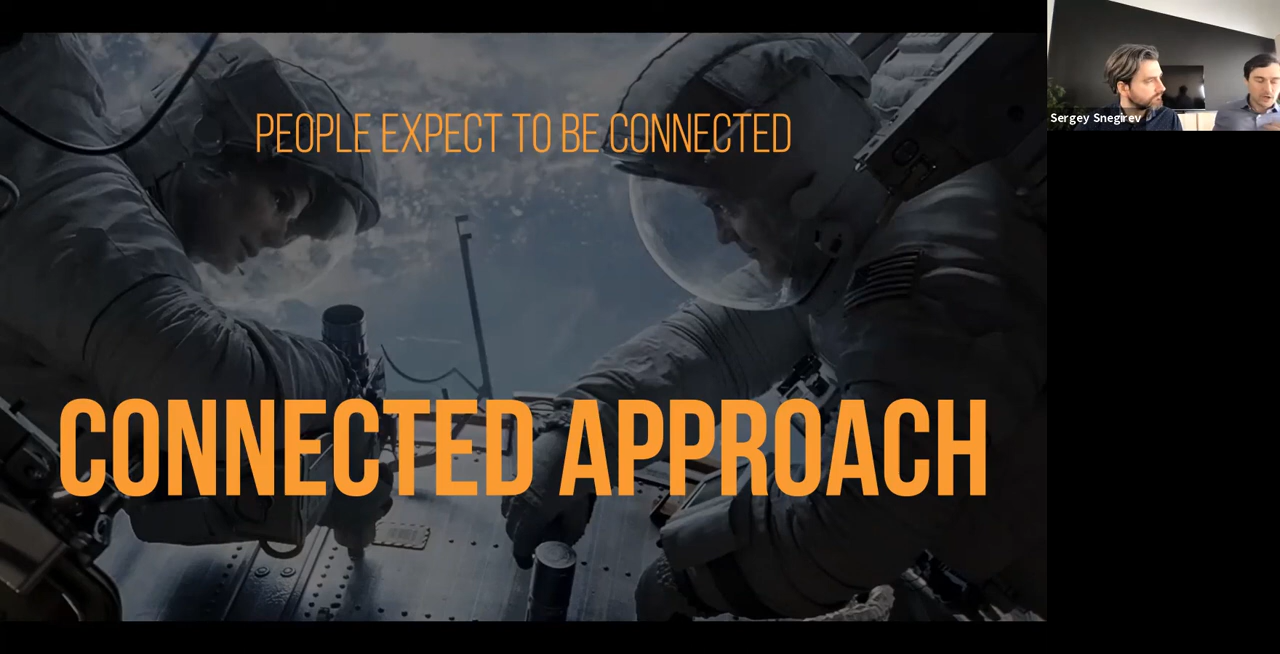 PEOPLE EXPECT TO BE CONNECTED
CONNECTED APPROACH
Sergey Snegirev